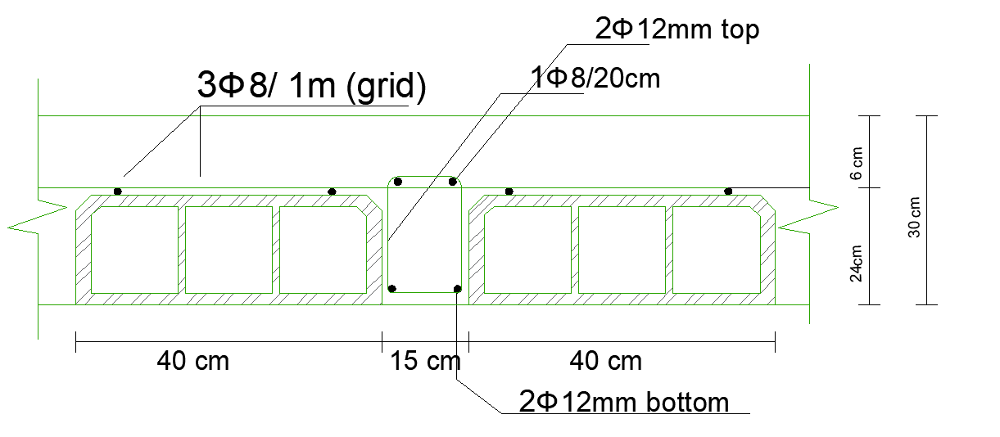 2Φ12mm top
1Φ8/20cm
3Φ8/ 1m (grid)
6 cm
30 cm
24cm
40 cm
15 cm
40 cm
2Φ12mm bottom